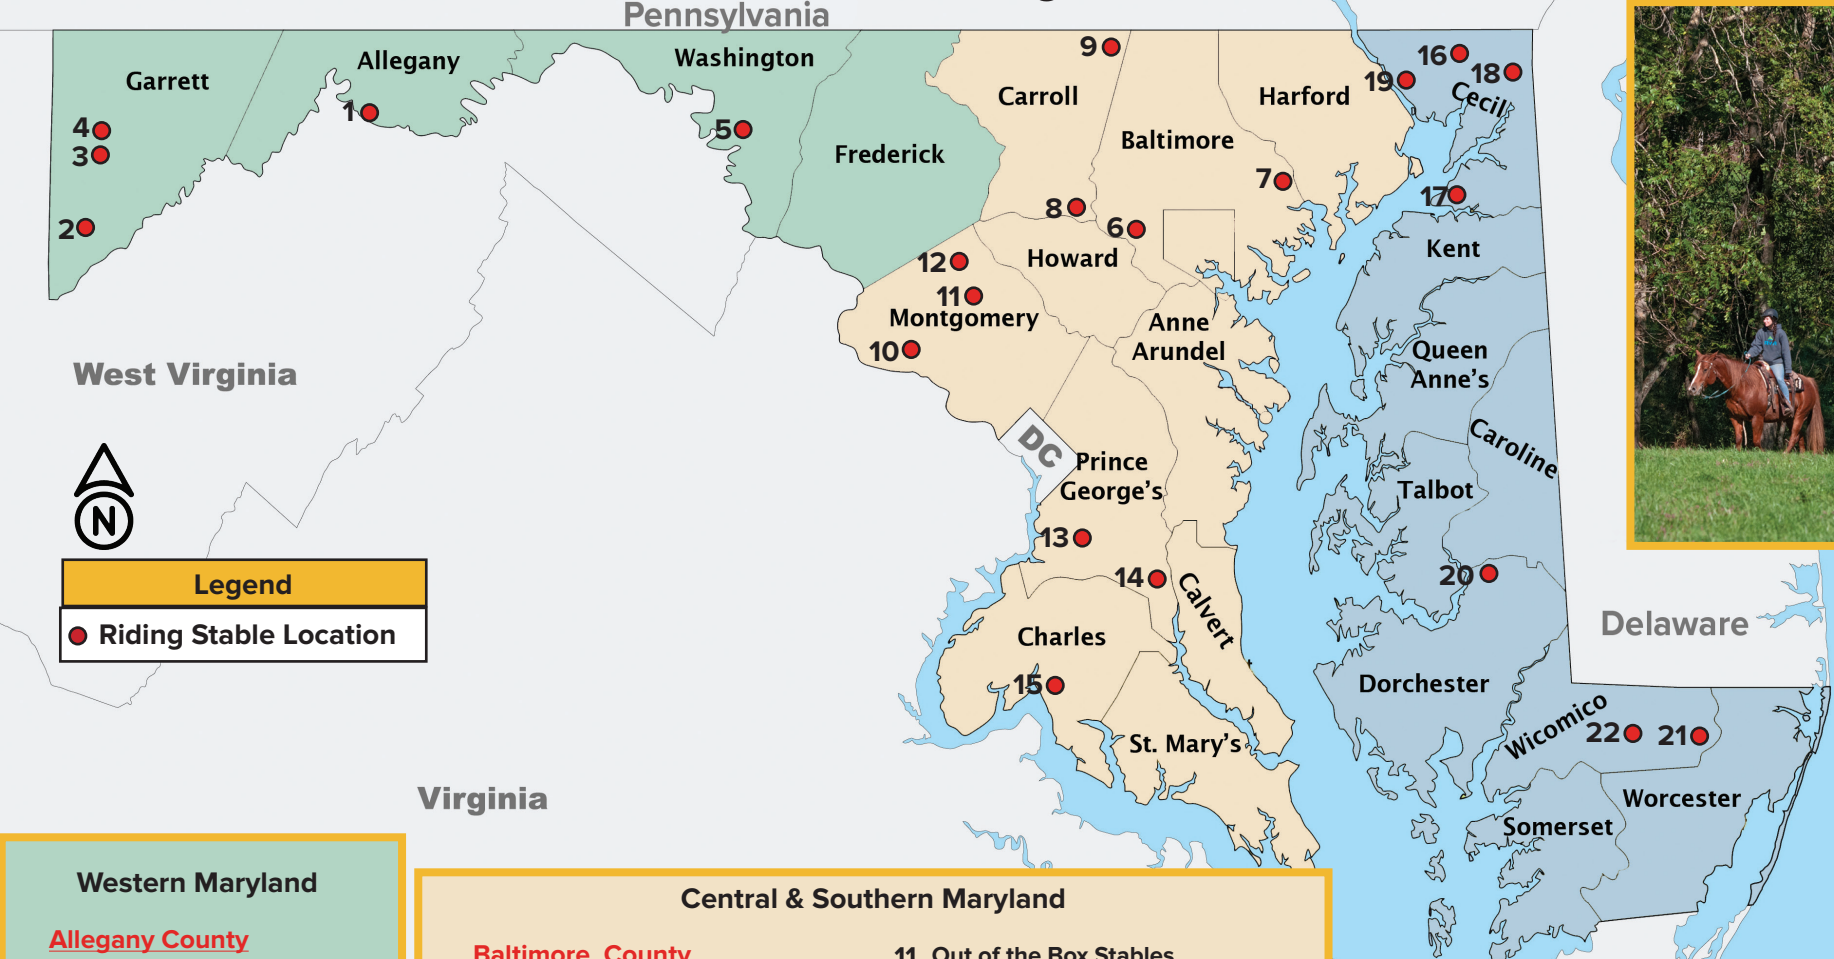 Pennsylvania
Garrett
Allegany
Washington
Frederick
Carroll
Baltimore
Harford
Cecil
9
16
18
19
1
4
3
5
7
17
2
8
6
Howard
Kent
12
11
Montgomery
Anne
Arundel
10
Queen
Anne's
West Virginia
DC
Caroline
Prince
George's
Talbot
13
14
20
Calvert
Legend
Riding Stable Location
Charles
Delaware
15
Dorchester
Wicomico
22
21
St. Mary's
Virginia
Worcester
Somerset
N
Western Maryland
Allegany County
Central & Southern Maryland
Baltimore County
11 Out of the Box Stables